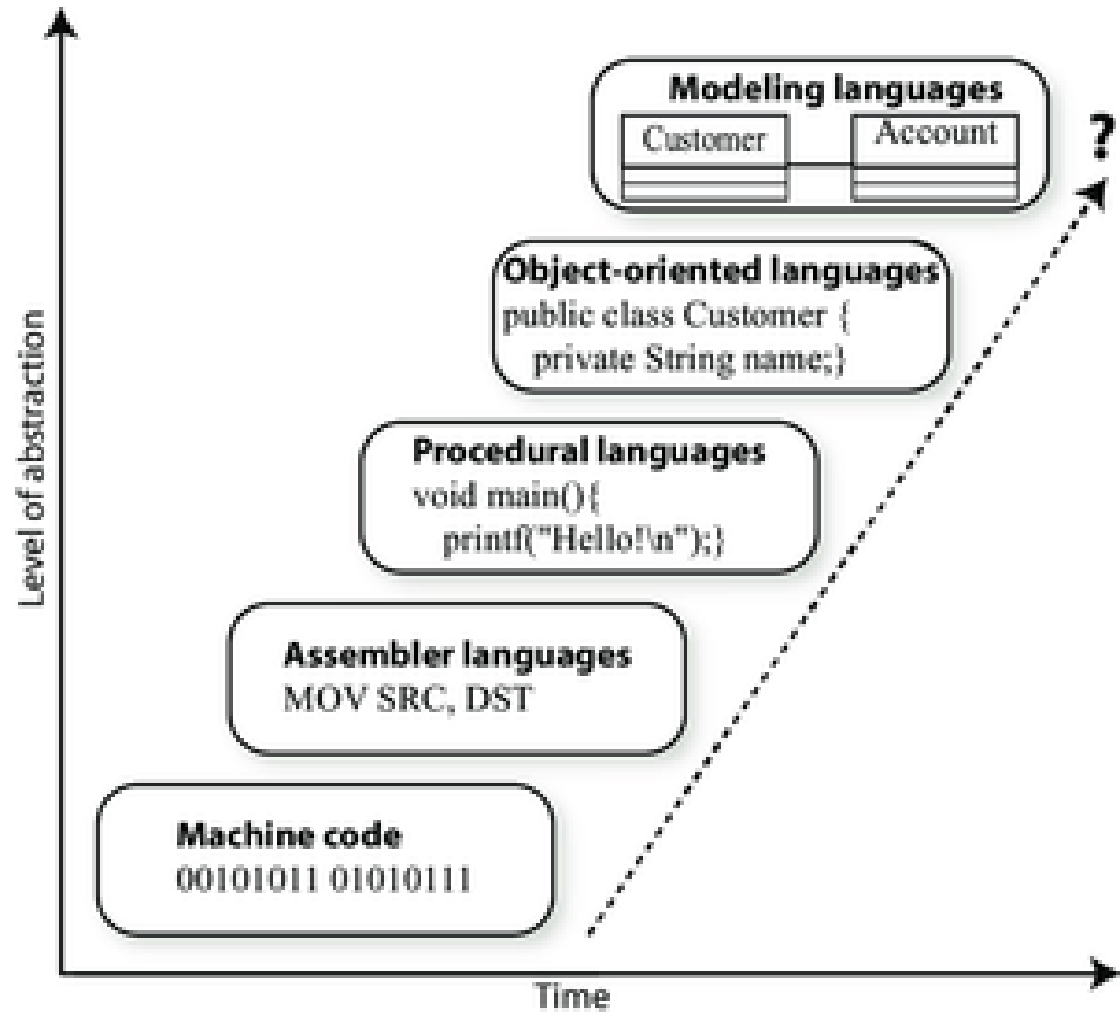 Modeling languages
Customer
Account
?
Object-oriented languages
public class Customer {
private String name;}
Procedural languages
void main(){
printf("Hello!\n");}
Assembler languages
MOV SRC, DST
Machine code
00101011 01010111
Level of abstraction
Time